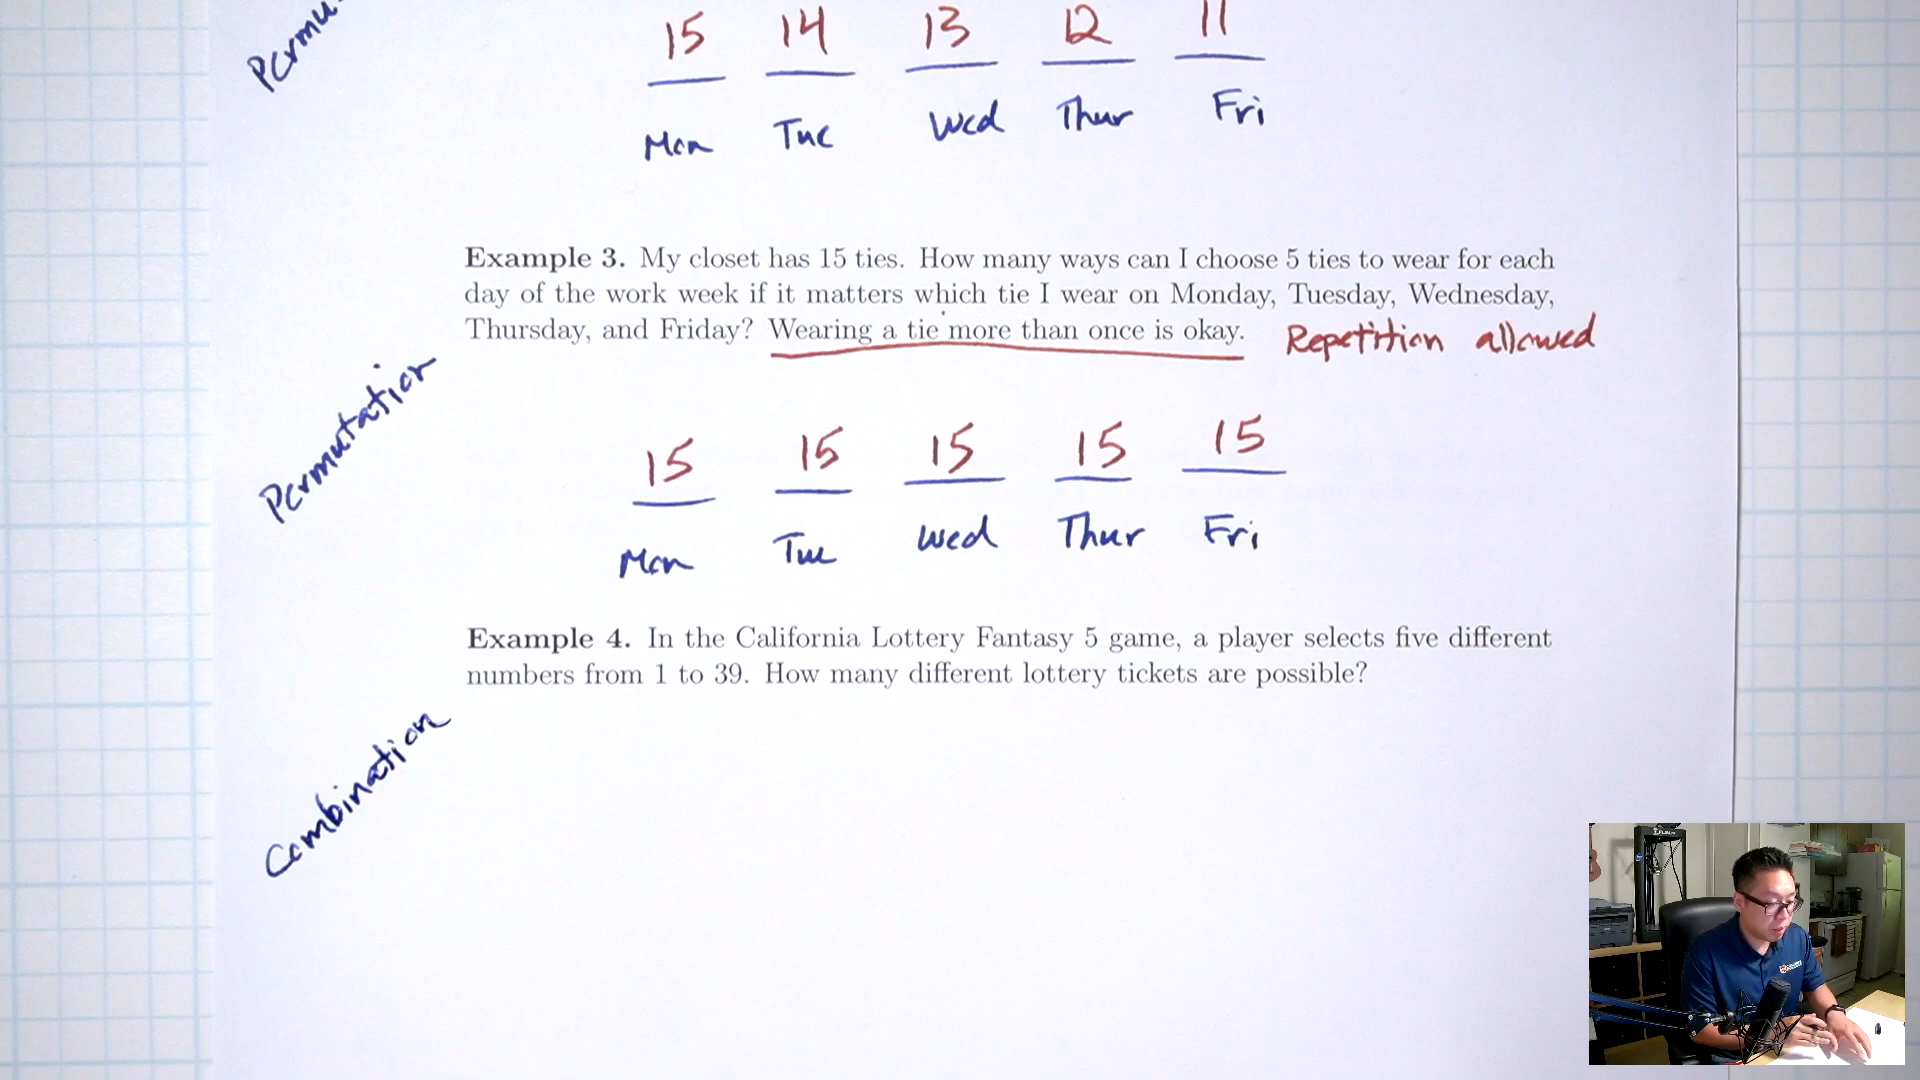 Permu
15 14 13 12 11
Mon Tue Wed Thur Fri
Example 3. My closet has 15 ties. How many ways can I choose 5 ties to wear for each
day of the work week if it matters which tie I wear on Monday, Tuesday, Wednesday,
Thursday, and Friday? Wearing a tie more than once is okay. Repetition allowed
Permutation
15 15 15 15 15
Mon Tue Wed Thur Fri
Example 4. In the California Lottery Fantasy 5 game, a player selects five different
numbers from 1 to 39. How many different lottery tickets are possible?
Combination